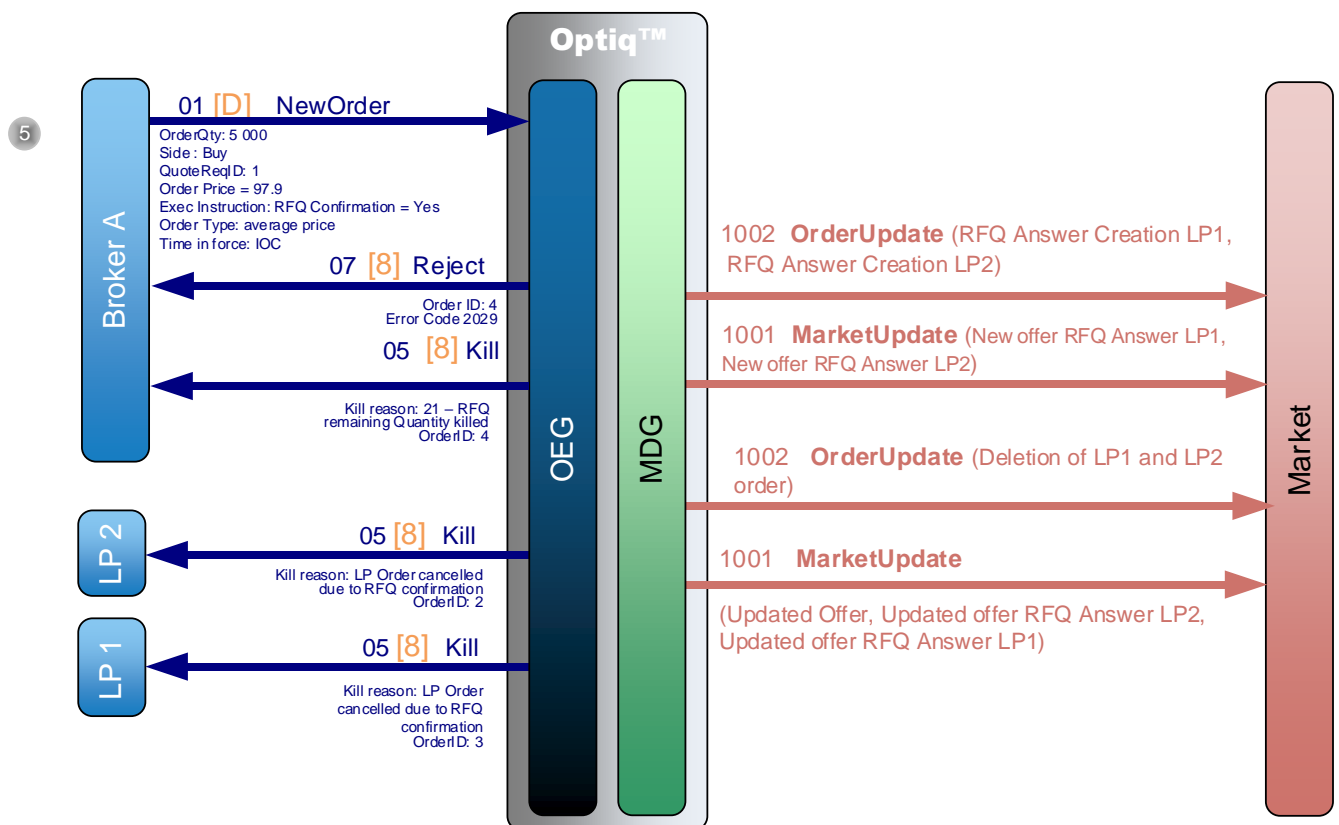 Optiq™
5
01 [D] NewOrder
OrderQty: 5 000
Side : Buy
QuoteReqID: 1
Order Price = 97.9
Exec Instruction: RFQ Confirmation = Yes
Order Type: average price
Time in force: IOC
Broker A
07 [8] Reject
Order ID: 4
Error Code 2029
05 [8] Kill
Kill reason: 21 – RFQ
remaining Quantity killed
OrderID: 4
LP 2
05 [8] Kill
Kill reason: LP Order cancelled
due to RFQ confirmation
OrderID: 2
LP 1
05 [8] Kill
Kill reason: LP Order
cancelled due to RFQ
confirmation
OrderID: 3
OEG
MDG
1002 OrderUpdate (RFQ Answer Creation LP1,
RFQ Answer Creation LP2)
1001 MarketUpdate (New offer RFQ Answer LP1,
New offer RFQ Answer LP2)
1002 OrderUpdate (Deletion of LP1 and LP2
order)
1001 MarketUpdate
(Updated Offer, Updated offer RFQ Answer LP2,
Updated offer RFQ Answer LP1)
Market